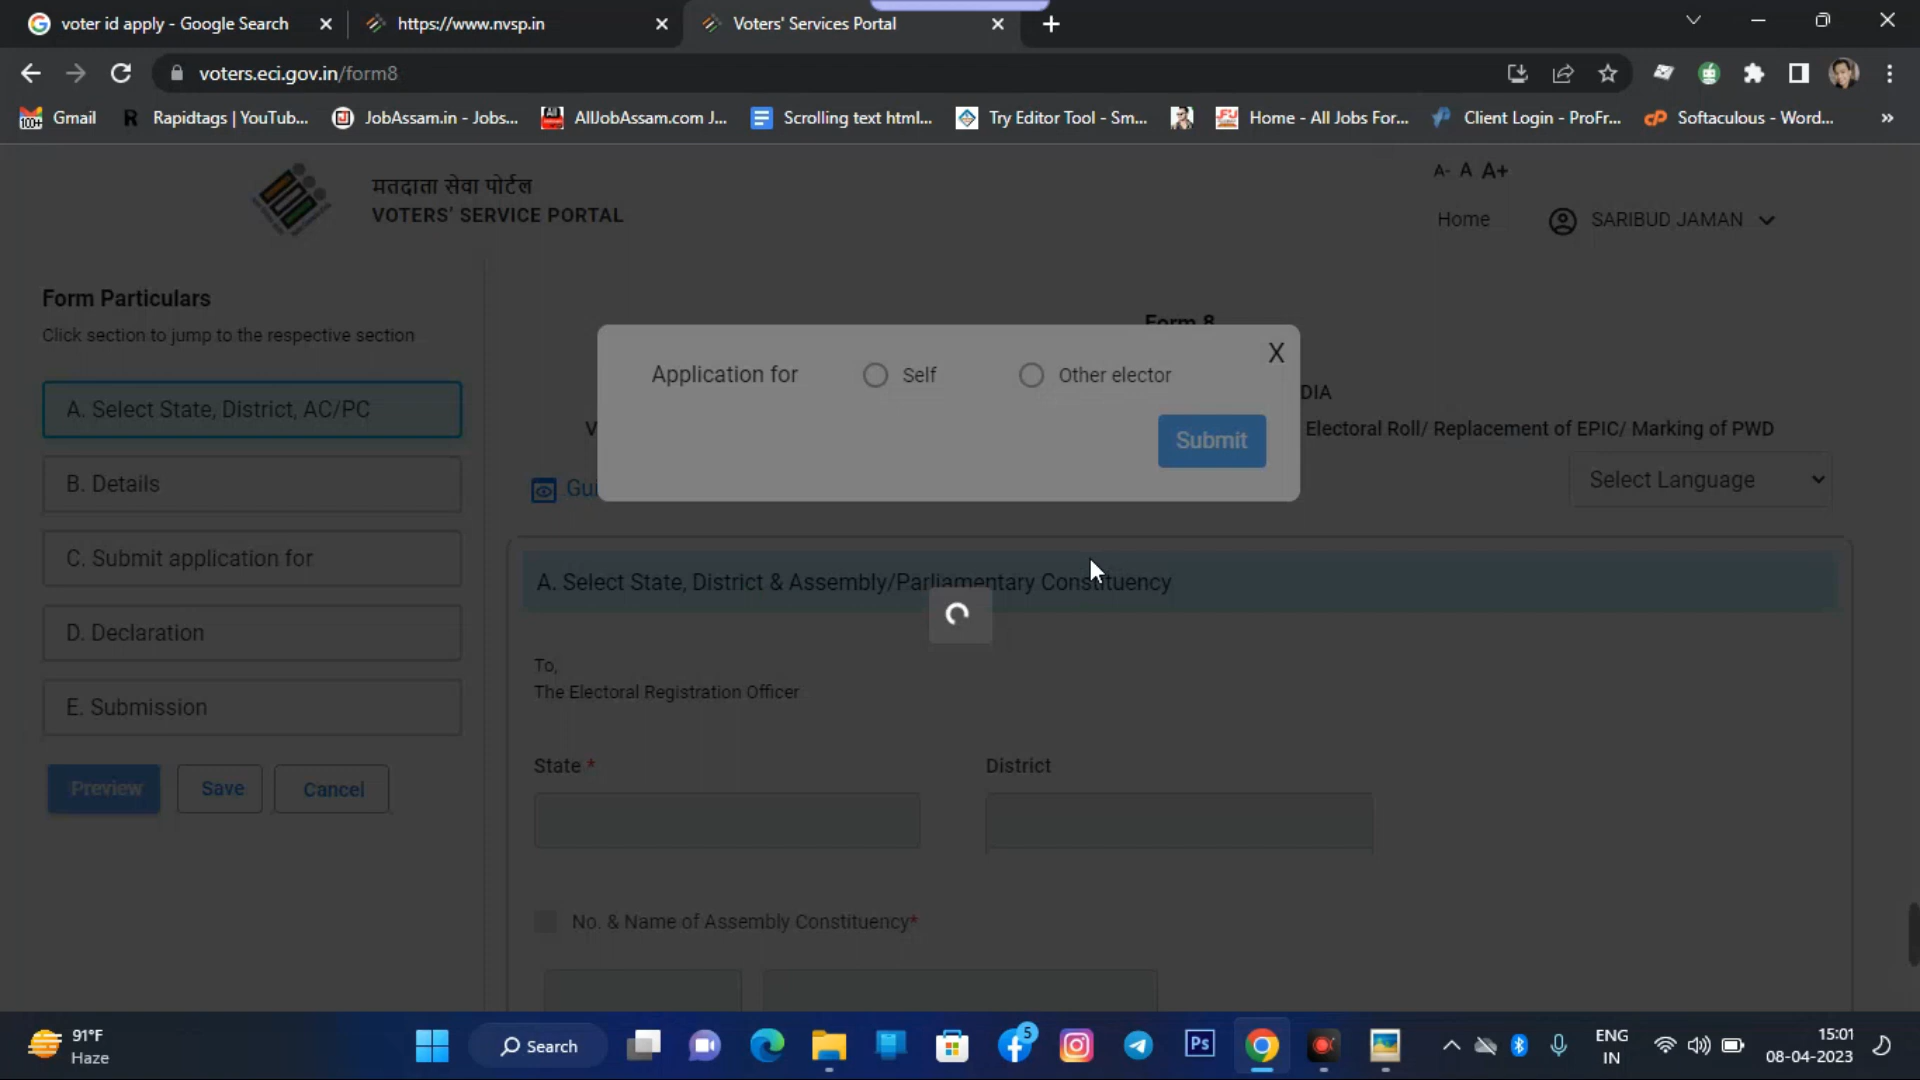 voter id apply - Google Search
https://www.nvsp.in
Voters' Services Portal
voters.eci.gov.in/form8
100+
Gmail
R
Rapidtags | YouTub...
JobAssam.in - Jobs...
All
AllJobAssam.com J...
Scrolling text html...
Try Editor Tool - Sm...
Home - All Jobs For...
Client Login - ProFr...
cP
Softaculous - Word...
»
मतदाता सेवा पोर्टल
VOTERS' SERVICE PORTAL
A- A A+
Home
SARIBUD JAMAN
Form Particulars
Click section to jump to the respective section
A. Select State, District, AC/PC
B. Details
C. Submit application for
D. Declaration
E. Submission
Preview
Save
Cancel
Form 8
Application for
Self
Other elector
X
Submit
DIA
V
Electoral Roll/ Replacement of EPIC/ Marking of PWD
Gui
Select Language
A. Select State, District & Assembly/Parliamentary Constituency
To,
The Electoral Registration Officer
State *
District
No. & Name of Assembly Constituency*
91°F
Haze
Search
5
Ps
ENG
IN
15:01
08-04-2023